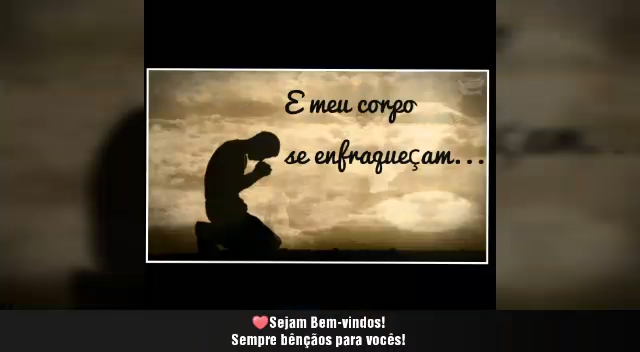 E meu corpo
se enfraqueçam...
❤Sejam Bem-vindos!
Sempre bênçãos para vocês!